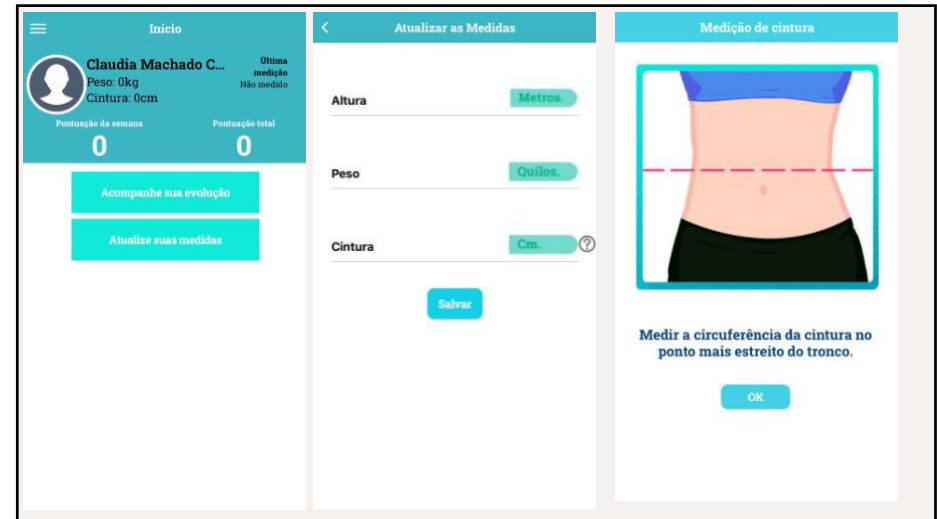 Início
Claudia Machado C...
Peso: 0kg
Cintura: 0cm
Última
medição
Não medido
Pontuação da semana
0
Pontuação total
0
Acompanhe sua evolução
Atualize suas medidas
Atualizar as Medidas
Altura
Metros.
Peso
Quilos.
Cintura
Cm.
?
Salvar
Medição de cintura
Medir a circuferência da cintura no
ponto mais estreito do tronco.
OK